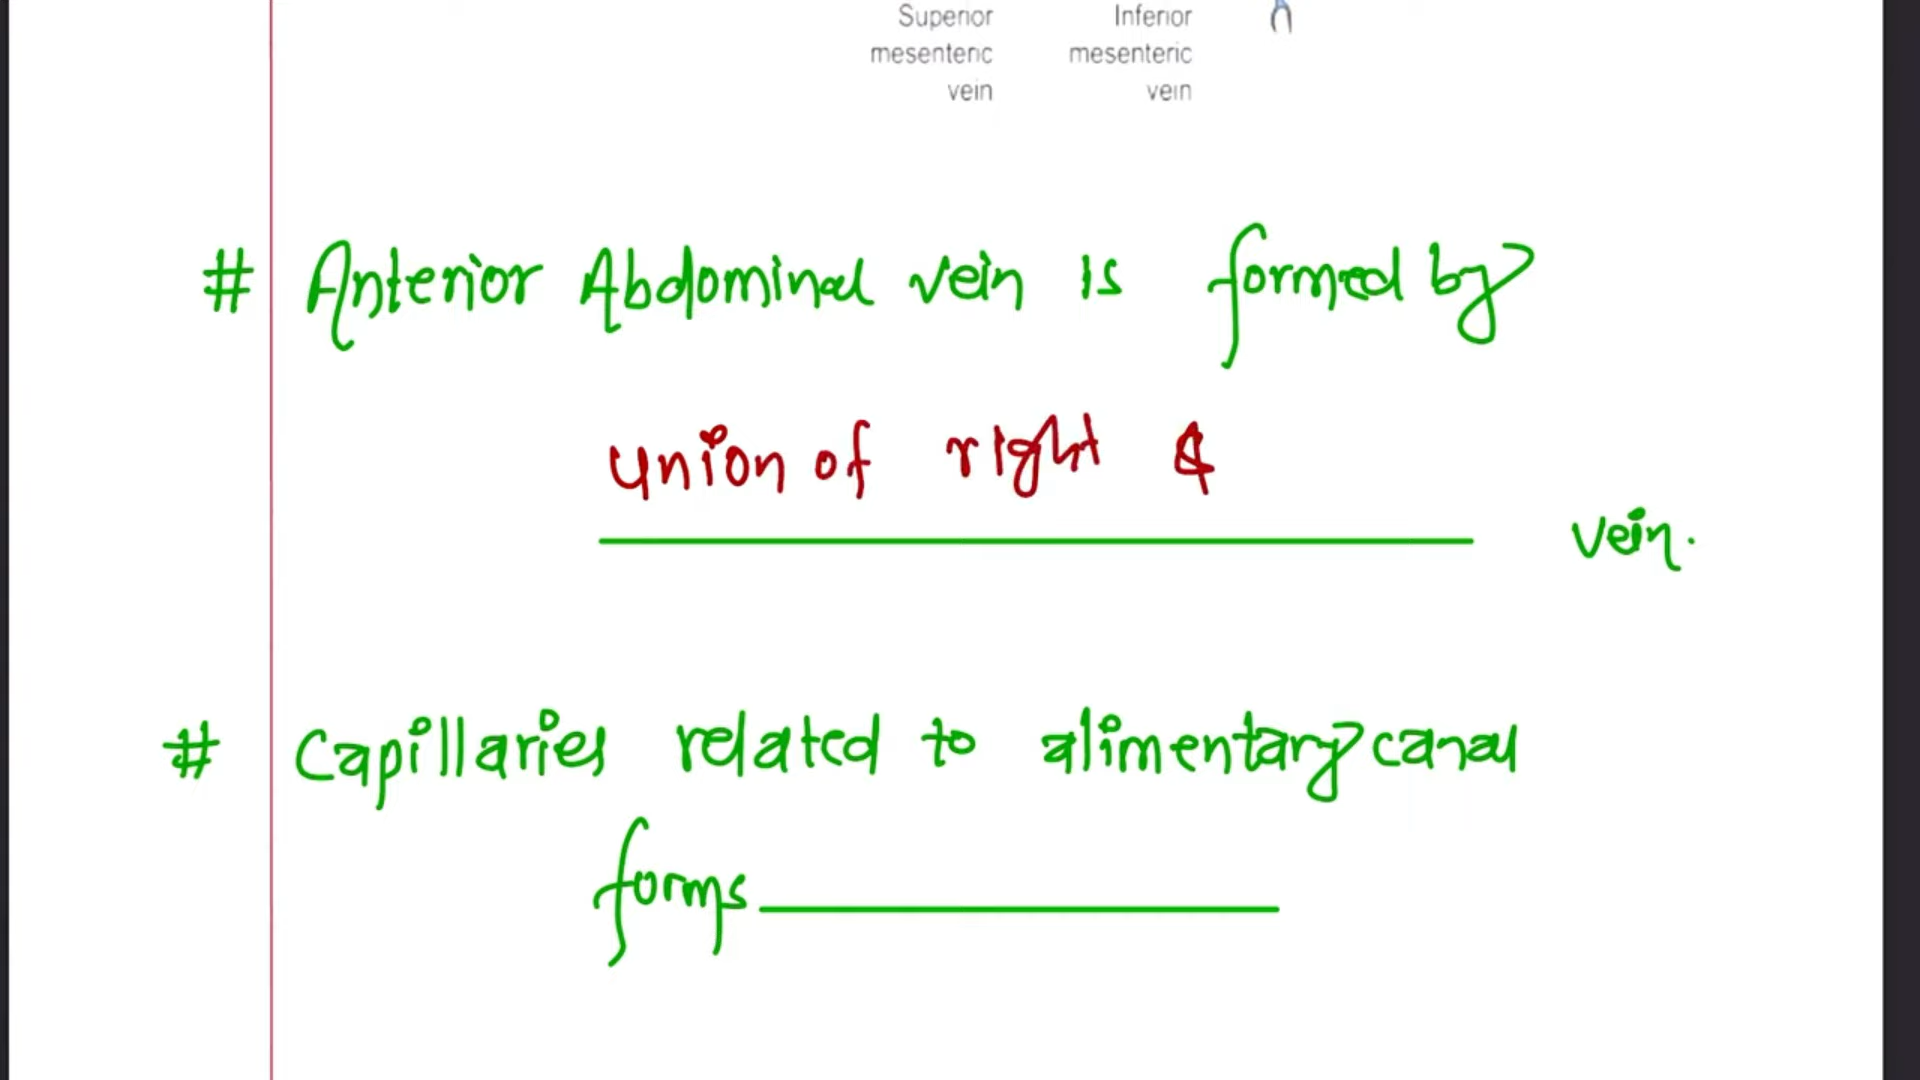 Superior Inferior
mesenteric mesenteric
vein vein
# Anterior Abdominal vein is formed by
union of right &
vein.
# Capillaries related to alimentary canal
forms